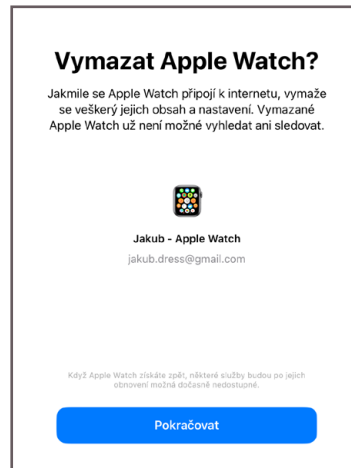 Vymazat Apple Watch?
Jakmile se Apple Watch připojí k internetu, vymaže
se veškerý jejich obsah a nastavení. Vymazané
Apple Watch už není možné vyhledat ani sledovat.
Jakub - Apple Watch
jakub.dress@gmail.com
Když Apple Watch získáte zpět, některé služby budou po jejich
obnovení možná dočasně nedostupné.
Pokračovat